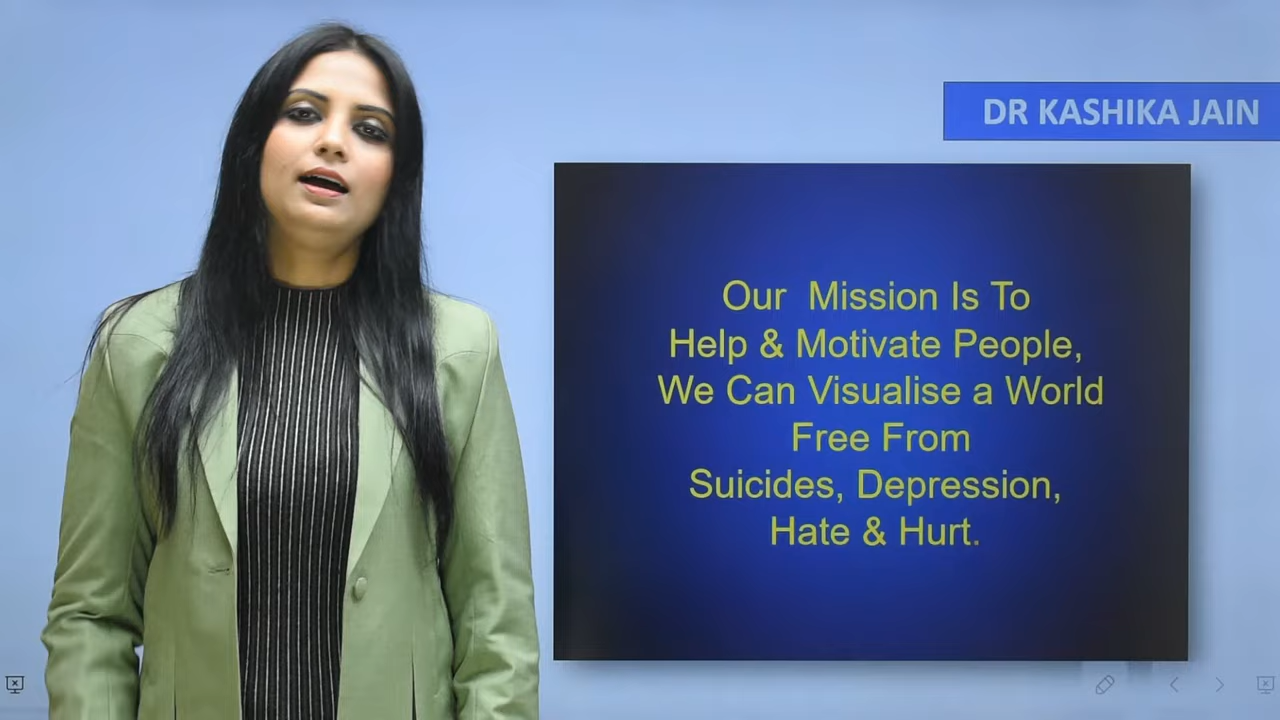 DR KASHIKA JAIN
Our  Mission Is To
Help & Motivate People,
We Can Visualise a World
Free From
Suicides, Depression,
Hate & Hurt.